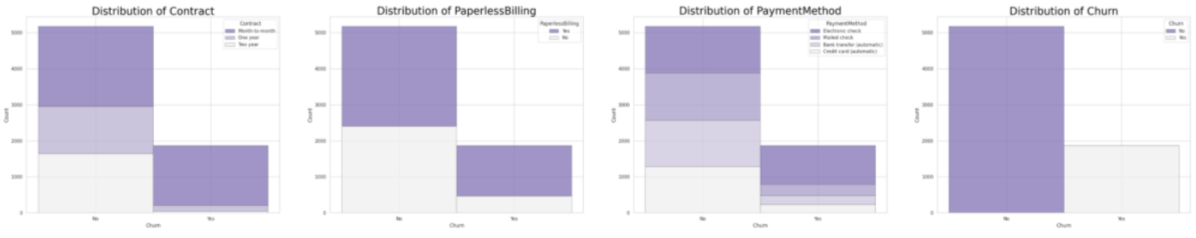 Distribution of Contract
Contract
Month-to-month
One year
Two year
5000
4000
3000
2000
1000
0
Count
No
Yes
Churn
Distribution of PaperlessBilling
PaperlessBilling
Yes
No
5000
4000
3000
2000
1000
0
Count
No
Yes
Churn
Distribution of PaymentMethod
PaymentMethod
Electronic check
Mailed check
Bank transfer (automatic)
Credit card (automatic)
5000
4000
3000
2000
1000
0
Count
No
Yes
Churn
Distribution of Churn
Churn
No
Yes
5000
4000
3000
2000
1000
0
Count
No
Yes
Churn